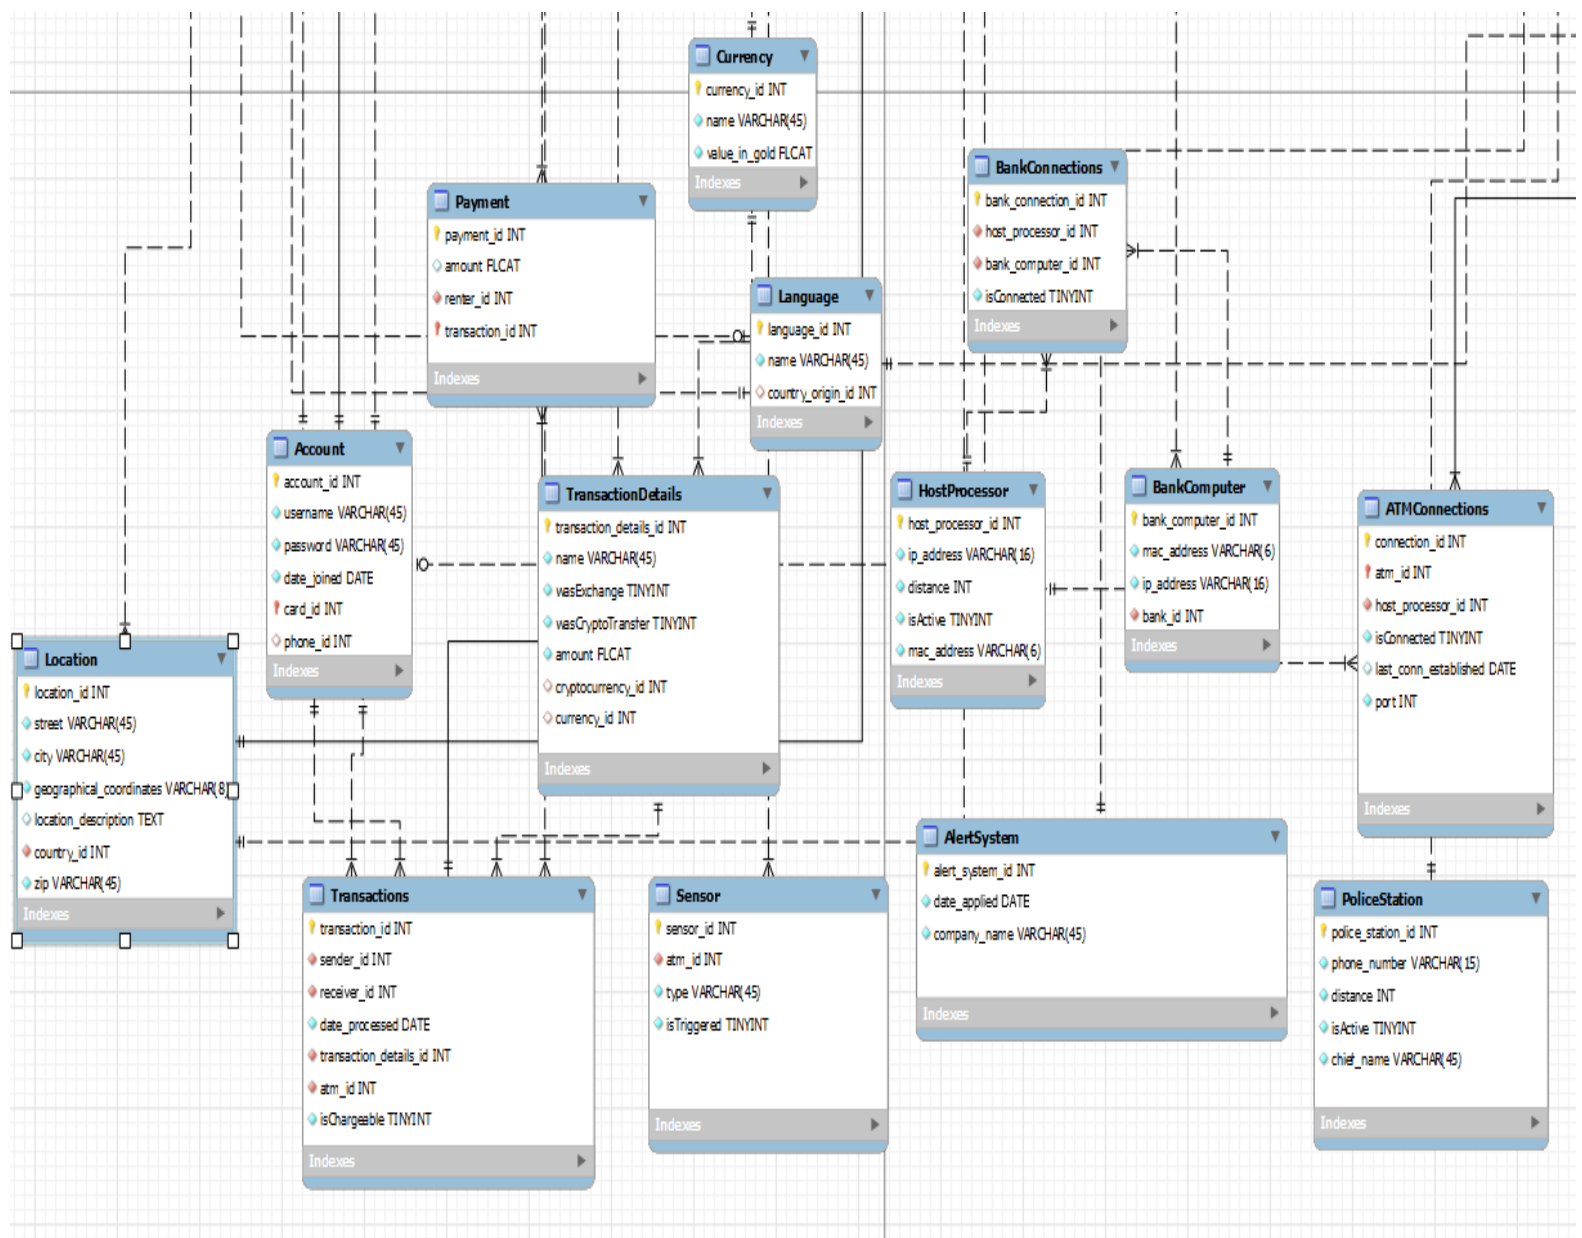 Currency
currency_id INT
name VARCHAR(45)
value_in_gold FLCAT
Indexes
BankConnections
bank_connection_id INT
host_processor_id INT
bank_computer_id INT
isConnected TINYINT
Indexes
Payment
payment_id INT
amount FLCAT
renter_id INT
transaction_id INT
Indexes
Language
language_id INT
name VARCHAR(45)
country_origin_id INT
Indexes
Account
account_id INT
username VARCHAR(45)
password VARCHAR(45)
date_joined DATE
card_id INT
phone_id INT
Indexes
TransactionDetails
transaction_details_id INT
name VARCHAR(45)
wasExchange TINYINT
wasCryptoTransfer TINYINT
amount FLCAT
cryptocurrency_id INT
currency_id INT
Indexes
HostProcessor
host_processor_id INT
ip_address VARCHAR(16)
distance INT
isActive TINYINT
mac_address VARCHAR(6)
Indexes
BankComputer
bank_computer_id INT
mac_address VARCHAR(6)
ip_address VARCHAR(16)
bank_id INT
Indexes
ATMConnections
connection_id INT
atm_id INT
host_processor_id INT
isConnected TINYINT
last_conn_established DATE
port INT
Indexes
Location
location_id INT
street VARCHAR(45)
city VARCHAR(45)
geographical_coordinates VARCHAR(8)
location_description TEXT
country_id INT
zip VARCHAR(45)
Indexes
Transactions
transaction_id INT
sender_id INT
receiver_id INT
date_processed DATE
transaction_details_id INT
atm_id INT
isChargeable TINYINT
Indexes
Sensor
sensor_id INT
atm_id INT
type VARCHAR(45)
isTriggered TINYINT
Indexes
AlertSystem
alert_system_id INT
date_applied DATE
company_name VARCHAR(45)
Indexes
PoliceStation
police_station_id INT
phone_number VARCHAR(15)
distance INT
isActive TINYINT
chief_name VARCHAR(45)
Indexes